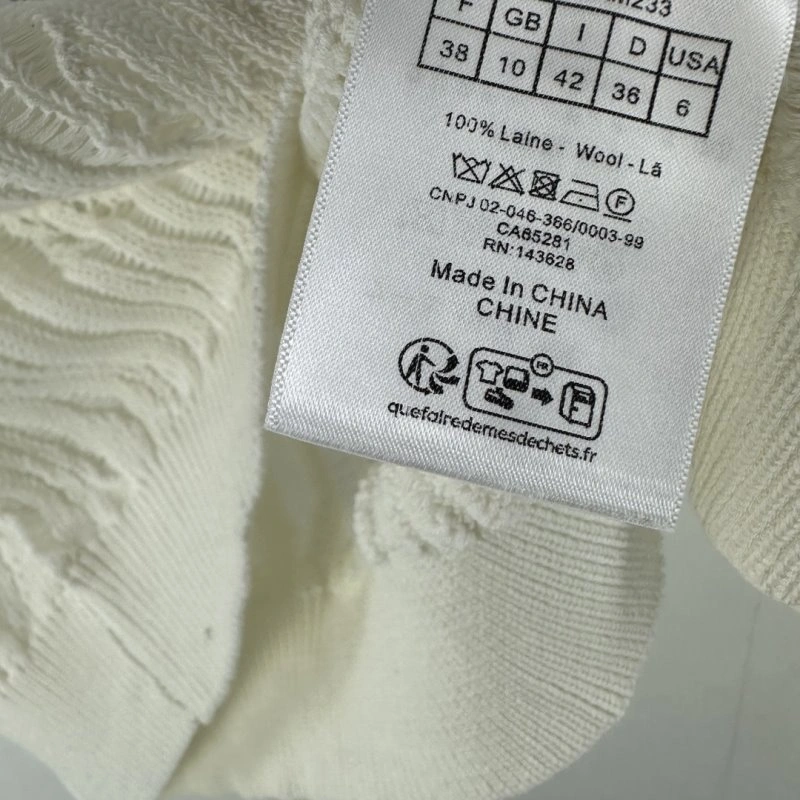 F GB I D USA
38 10 42 36 6
100% Laine - Wool - Lã
F
CNPJ 02-046-366/0003-99
CA65281
RN:143628
Made In CHINA
CHINE
FR
quefairedemesdechets.fr